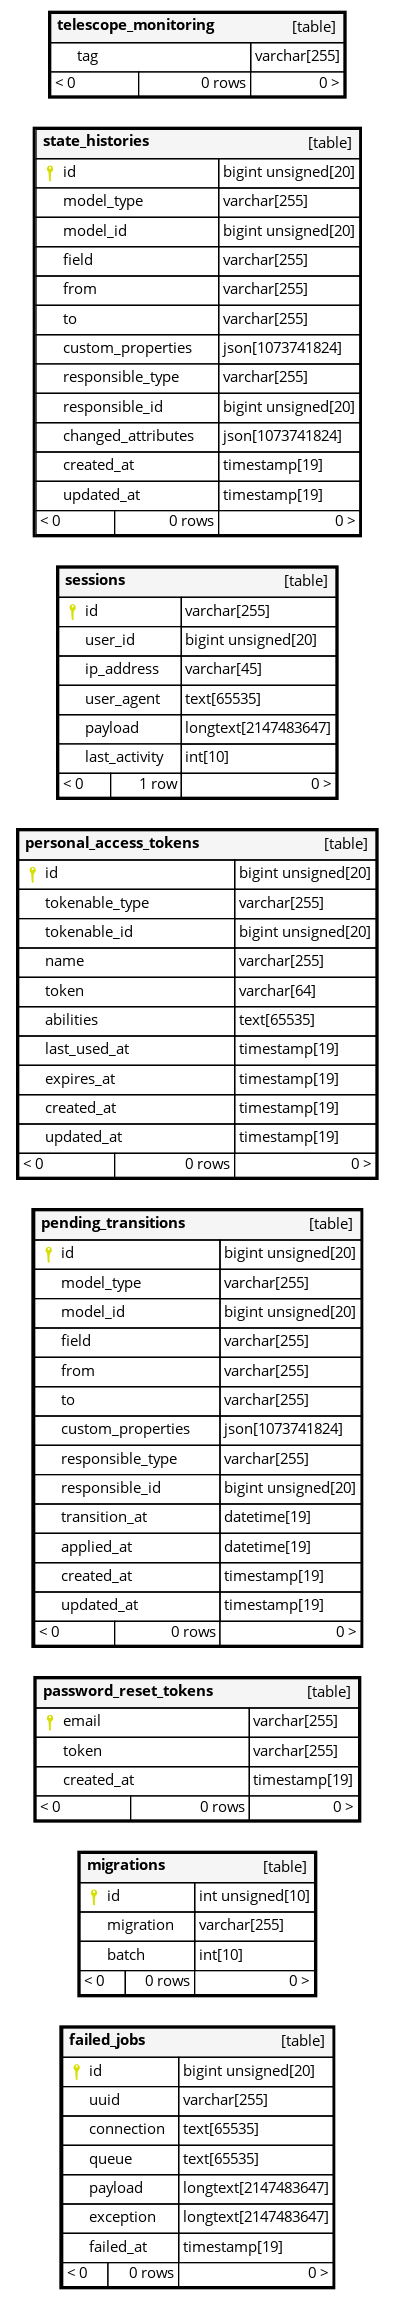 telescope_monitoring [table]
tag varchar[255]
< 0 0 rows 0 >
state_histories [table]
id bigint unsigned[20]
model_type varchar[255]
model_id bigint unsigned[20]
field varchar[255]
from varchar[255]
to varchar[255]
custom_properties json[1073741824]
responsible_type varchar[255]
responsible_id bigint unsigned[20]
changed_attributes json[1073741824]
created_at timestamp[19]
updated_at timestamp[19]
< 0 0 rows 0 >
sessions [table]
id varchar[255]
user_id bigint unsigned[20]
ip_address varchar[45]
user_agent text[65535]
payload longtext[2147483647]
last_activity int[10]
< 0 1 row 0 >
personal_access_tokens [table]
id bigint unsigned[20]
tokenable_type varchar[255]
tokenable_id bigint unsigned[20]
name varchar[255]
token varchar[64]
abilities text[65535]
last_used_at timestamp[19]
expires_at timestamp[19]
created_at timestamp[19]
updated_at timestamp[19]
< 0 0 rows 0 >
pending_transitions [table]
id bigint unsigned[20]
model_type varchar[255]
model_id bigint unsigned[20]
field varchar[255]
from varchar[255]
to varchar[255]
custom_properties json[1073741824]
responsible_type varchar[255]
responsible_id bigint unsigned[20]
transition_at datetime[19]
applied_at datetime[19]
created_at timestamp[19]
updated_at timestamp[19]
< 0 0 rows 0 >
password_reset_tokens [table]
email varchar[255]
token varchar[255]
created_at timestamp[19]
< 0 0 rows 0 >
migrations [table]
id int unsigned[10]
migration varchar[255]
batch int[10]
< 0 0 rows 0 >
failed_jobs [table]
id bigint unsigned[20]
uuid varchar[255]
connection text[65535]
queue text[65535]
payload longtext[2147483647]
exception longtext[2147483647]
failed_at timestamp[19]
< 0 0 rows 0 >